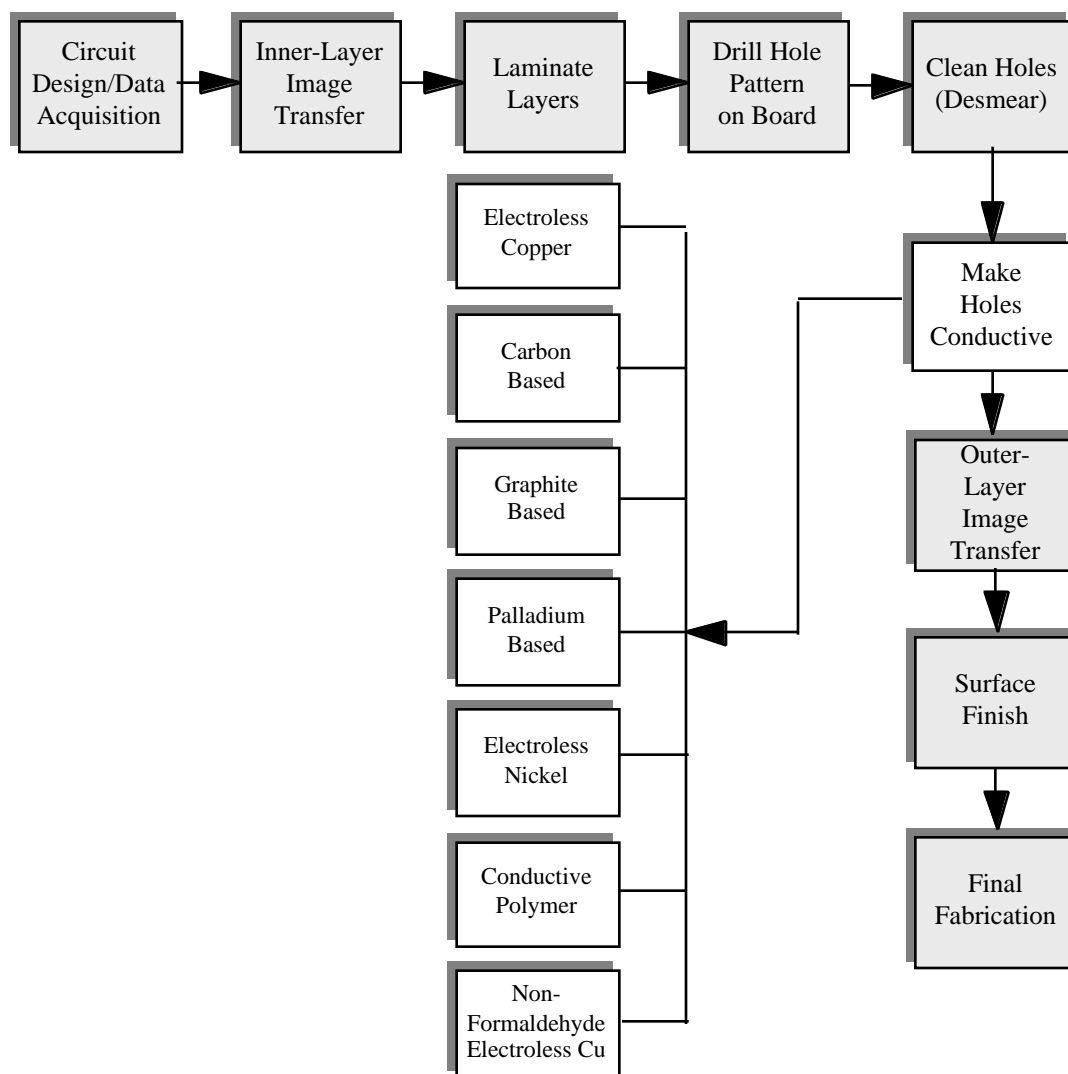 Circuit
Design/Data
Acquisition
Inner-Layer
Image
Transfer
Laminate
Layers
Drill Hole
Pattern
on Board
Clean Holes
(Desmear)
Electroless
Copper
Make
Holes
Conductive
Carbon
Based
Graphite
Based
Outer-
Layer
Image
Transfer
Palladium
Based
Surface
Finish
Electroless
Nickel
Conductive
Polymer
Final
Fabrication
Non-
Formaldehyde
Electroless Cu